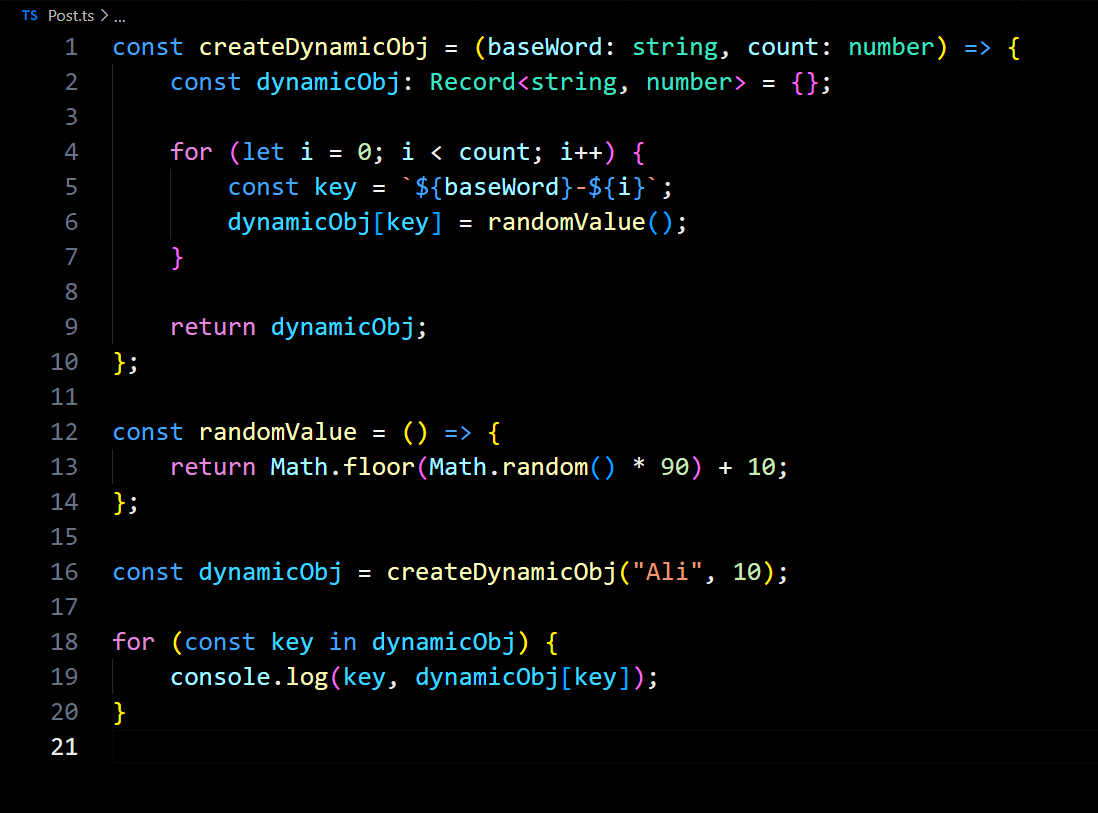 TS Post.ts > ...
1 const createDynamicObj = (baseWord: string, count: number) => {
2     const dynamicObj: Record<string, number> = {};
3
4     for (let i = 0; i < count; i++) {
5         const key = `${baseWord}-${i}`;
6         dynamicObj[key] = randomValue();
7     }
8
9     return dynamicObj;
10 };
11
12 const randomValue = () => {
13     return Math.floor(Math.random() * 90) + 10;
14 };
15
16 const dynamicObj = createDynamicObj("Ali", 10);
17
18 for (const key in dynamicObj) {
19     console.log(key, dynamicObj[key]);
20 }
21